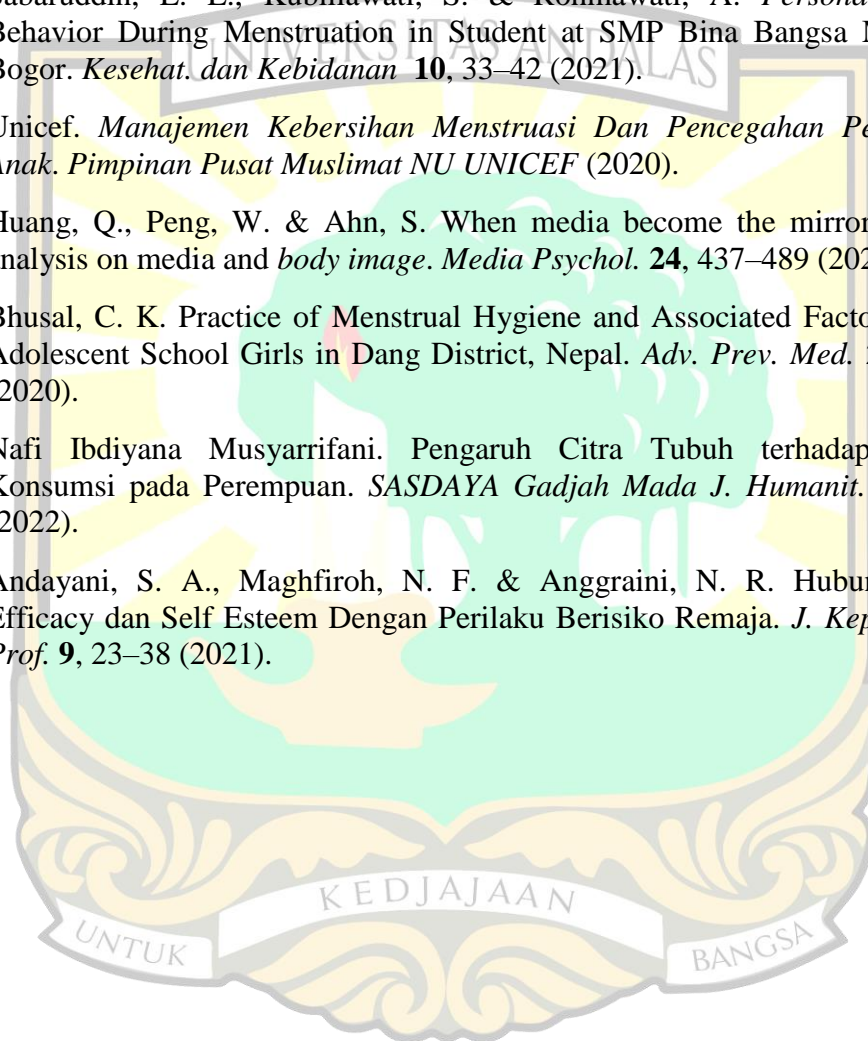 Sabaruddin, E. E., Kubillawati, S. & Rohmawati, A. Persona
Behavior During Menstruation in Student at SMP Bina Bangsa
Bogor. Kesehat. dan Kebidanan 10, 33–42 (2021).
UNIVERSITAS ANDALAS
Unicef. Manajemen Kebersihan Menstruasi Dan Pencegahan Pe
Anak. Pimpinan Pusat Muslimat NU UNICEF (2020).
Huang, Q., Peng, W. & Ahn, S. When media become the mirror
analysis on media and body image. Media Psychol. 24, 437–489 (202
Bhusal, C. K. Practice of Menstrual Hygiene and Associated Facto
Adolescent School Girls in Dang District, Nepal. Adv. Prev. Med.
(2020).
Nafi Ibdiyana Musyarrifani. Pengaruh Citra Tubuh terhadap
Konsumsi pada Perempuan. SASDAYA Gadjah Mada J. Humanit.
(2022).
Andayani, S. A., Maghfiroh, N. F. & Anggraini, N. R. Hubu
Efficacy dan Self Esteem Dengan Perilaku Berisiko Remaja. J. Kep
Prof. 9, 23–38 (2021).
KEDJAJAAN
UNTUK
BANGSA